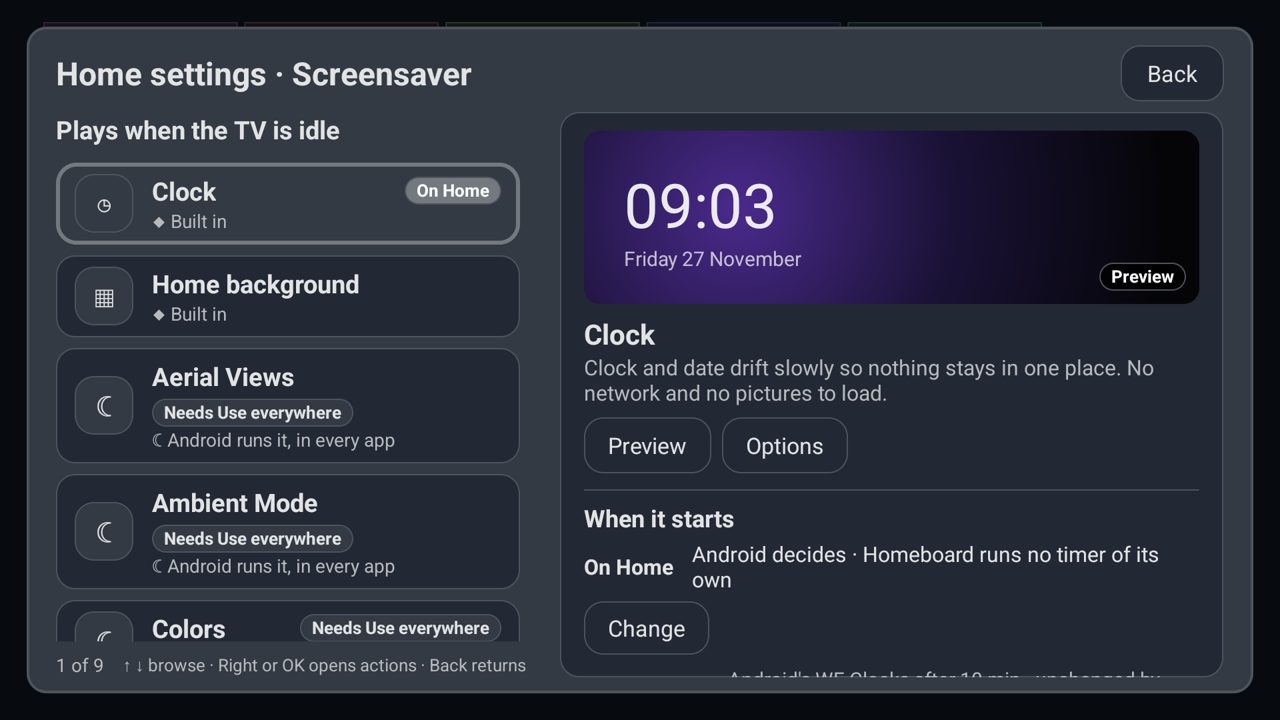 Home settings · Screensaver
Back
Plays when the TV is idle
Clock
On Home
◆ Built in
Home background
◆ Built in
Aerial Views
Needs Use everywhere
☾ Android runs it, in every app
Ambient Mode
Needs Use everywhere
☾ Android runs it, in every app
Colors
Needs Use everywhere
1 of 9
↑ ↓ browse · Right or OK opens actions · Back returns
09:03
Friday 27 November
Preview
Clock
Clock and date drift slowly so nothing stays in one place. No
network and no pictures to load.
Preview
Options
When it starts
On Home
Android decides · Homeboard runs no timer of its
own
Change